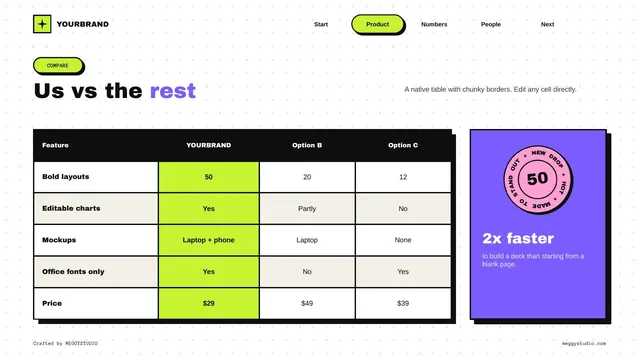 YOURBRAND
Start Product Numbers People Next
COMPARE
Us vs the rest
A native table with chunky borders. Edit any cell directly.
Feature YOURBRAND Option B Option C
Bold layouts 50 20 12
Editable charts Yes Partly No
Mockups Laptop + phone Laptop None
Office fonts only Yes No Yes
Price $29 $49 $39
NEW DROP + HOT + MADE TO STAND OUT +
50
2x faster
to build a deck than starting from a
blank page.
Crafted by MEGGYSTUDIO
meggystudio.com